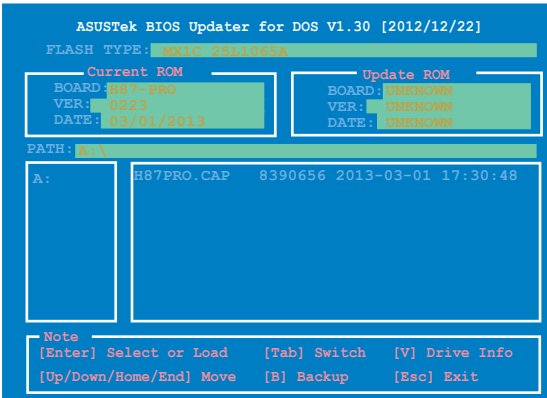 ASUSTek BIOS Updater for DOS V1.30 [2012/12/22]
FLASH TYPE: MX1C 25L1065A
Current ROM
BOARD: H87-PRO
VER: 0223
DATE: 03/01/2013
Update ROM
BOARD: UNKNOWN
VER: UNKNOWN
DATE: UNKNOWN
PATH: A:\
A:
H87PRO.CAP 8390656 2013-03-01 17:30:48
Note
[Enter] Select or Load [Tab] Switch [V] Drive Info
[Up/Down/Home/End] Move [B] Backup [Esc] Exit